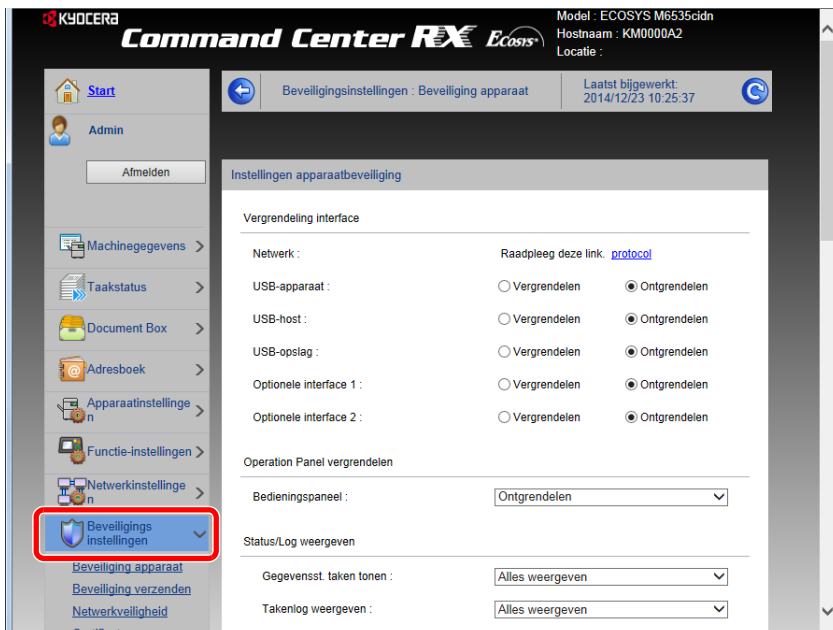 KYOCERA
Command Center RX Ecosys
Model : ECOSYS M6535cidn
Hostnaam : KM0000A2
Locatie :
Start
Admin
Afmelden
Machinegegevens
Taakstatus
Document Box
Adresboek
Apparaatinstellinge
n
Functie-instellingen
Netwerkinstellinge
n
Beveiligings
instellingen
Beveiliging apparaat
Beveiliging verzenden
Netwerkveiligheid
Beveiligingsinstellingen : Beveiliging apparaat
Laatst bijgewerkt:
2014/12/23 10:25:37
Instellingen apparaatbeveiliging
Vergrendeling interface
Netwerk : Raadpleeg deze link. protocol
USB-apparaat : Vergrendelen Ontgrendelen
USB-host : Vergrendelen Ontgrendelen
USB-opslag : Vergrendelen Ontgrendelen
Optionele interface 1 : Vergrendelen Ontgrendelen
Optionele interface 2 : Vergrendelen Ontgrendelen
Operation Panel vergrendelen
Bedieningspaneel : Ontgrendelen
Status/Log weergeven
Gegevensst. taken tonen : Alles weergeven
Takenlog weergeven : Alles weergeven